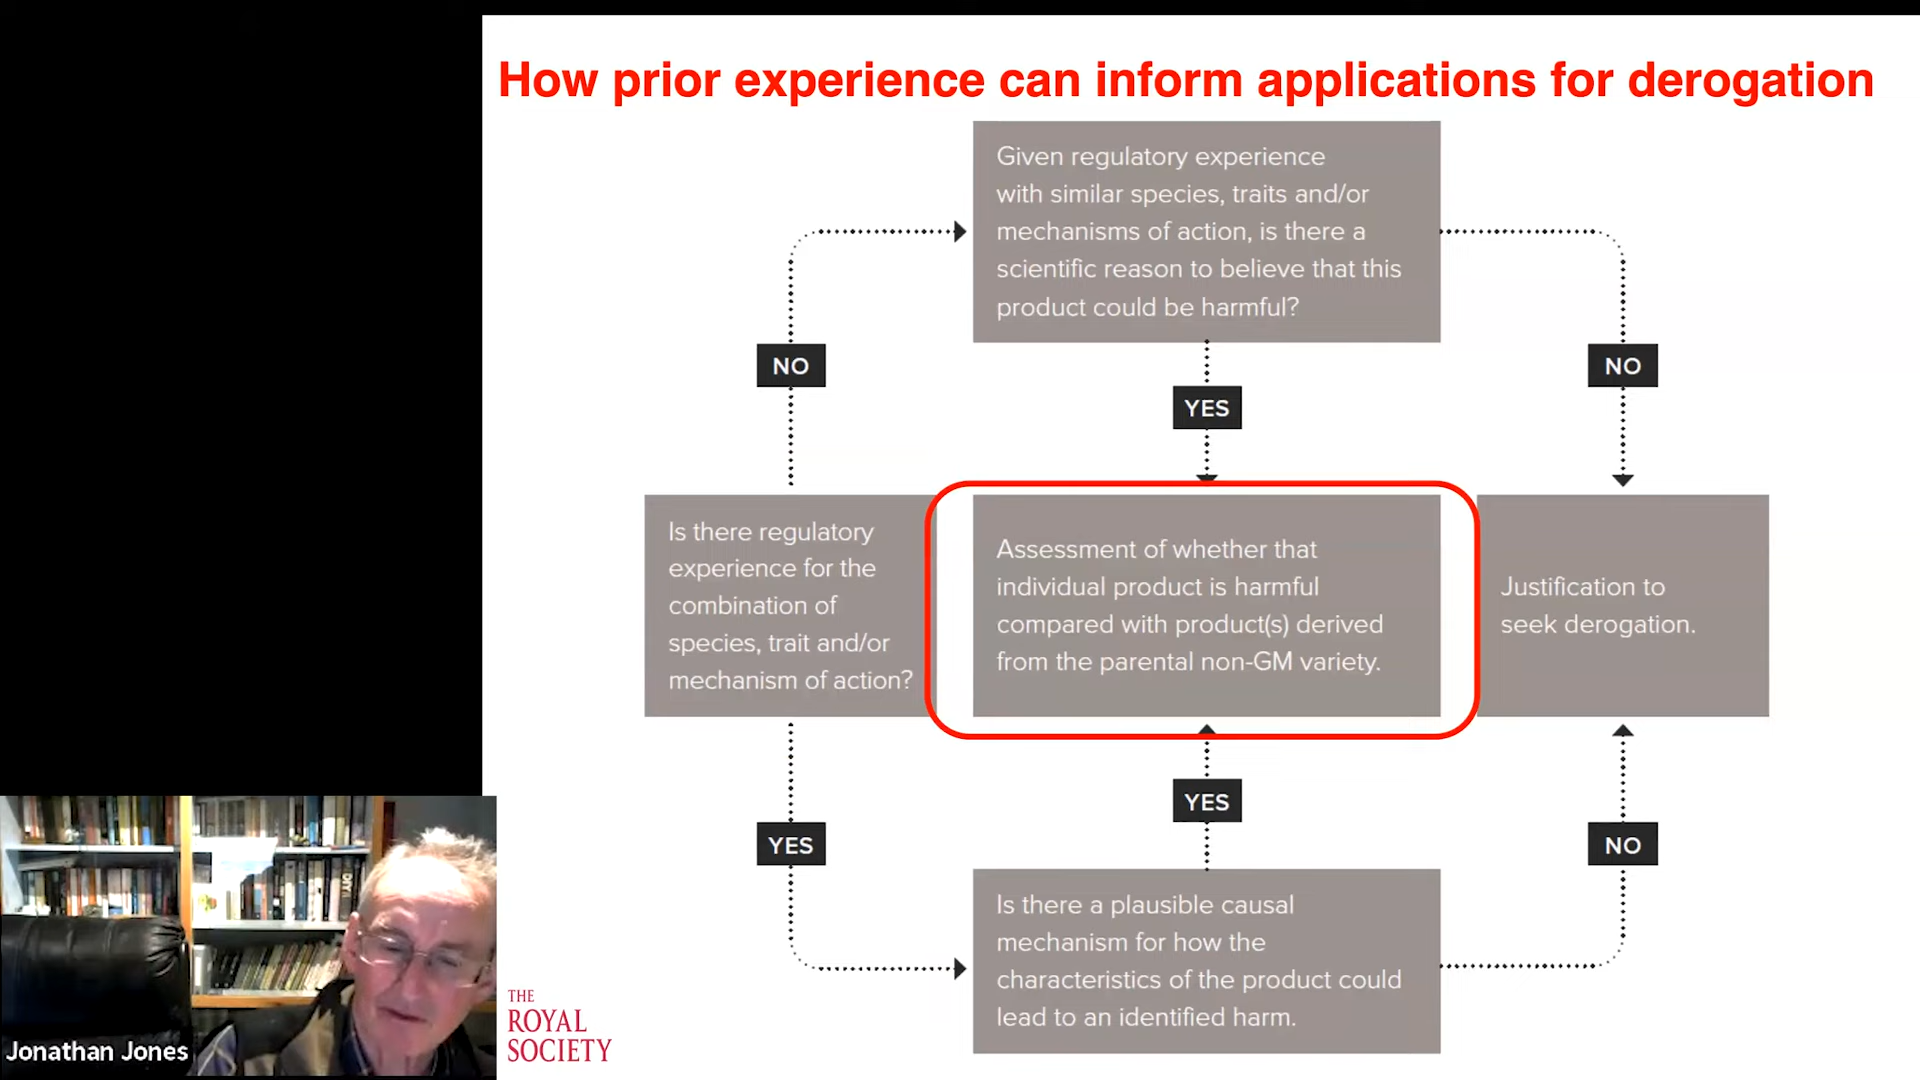 How prior experience can inform applications for derogation
Given regulatory experience
with similar species, traits and/or
mechanisms of action, is there a
scientific reason to believe that this
product could be harmful?
NO
NO
YES
Is there regulatory
experience for the
combination of
species, trait and/or
mechanism of action?
Assessment of whether that
individual product is harmful
compared with product(s) derived
from the parental non-GM variety.
Justification to
seek derogation.
YES
YES
NO
Is there a plausible causal
mechanism for how the
characteristics of the product could
lead to an identified harm.
THE
ROYAL
SOCIETY
Jonathan Jones